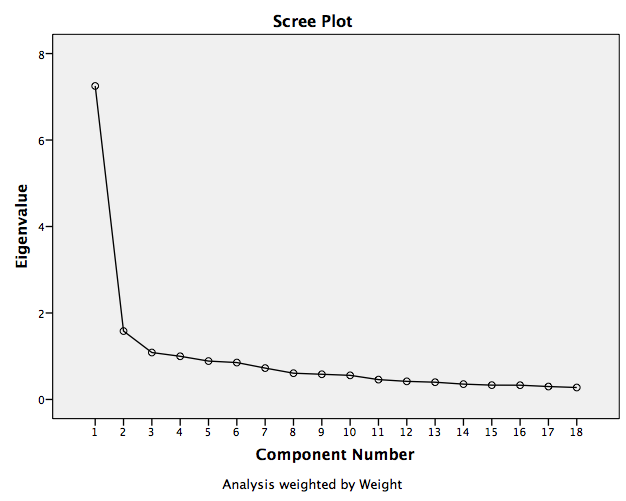 Scree Plot
8
6
4
2
0
Eigenvalue
1 2 3 4 5 6 7 8 9 10 11 12 13 14 15 16 17 18
Component Number
Analysis weighted by Weight